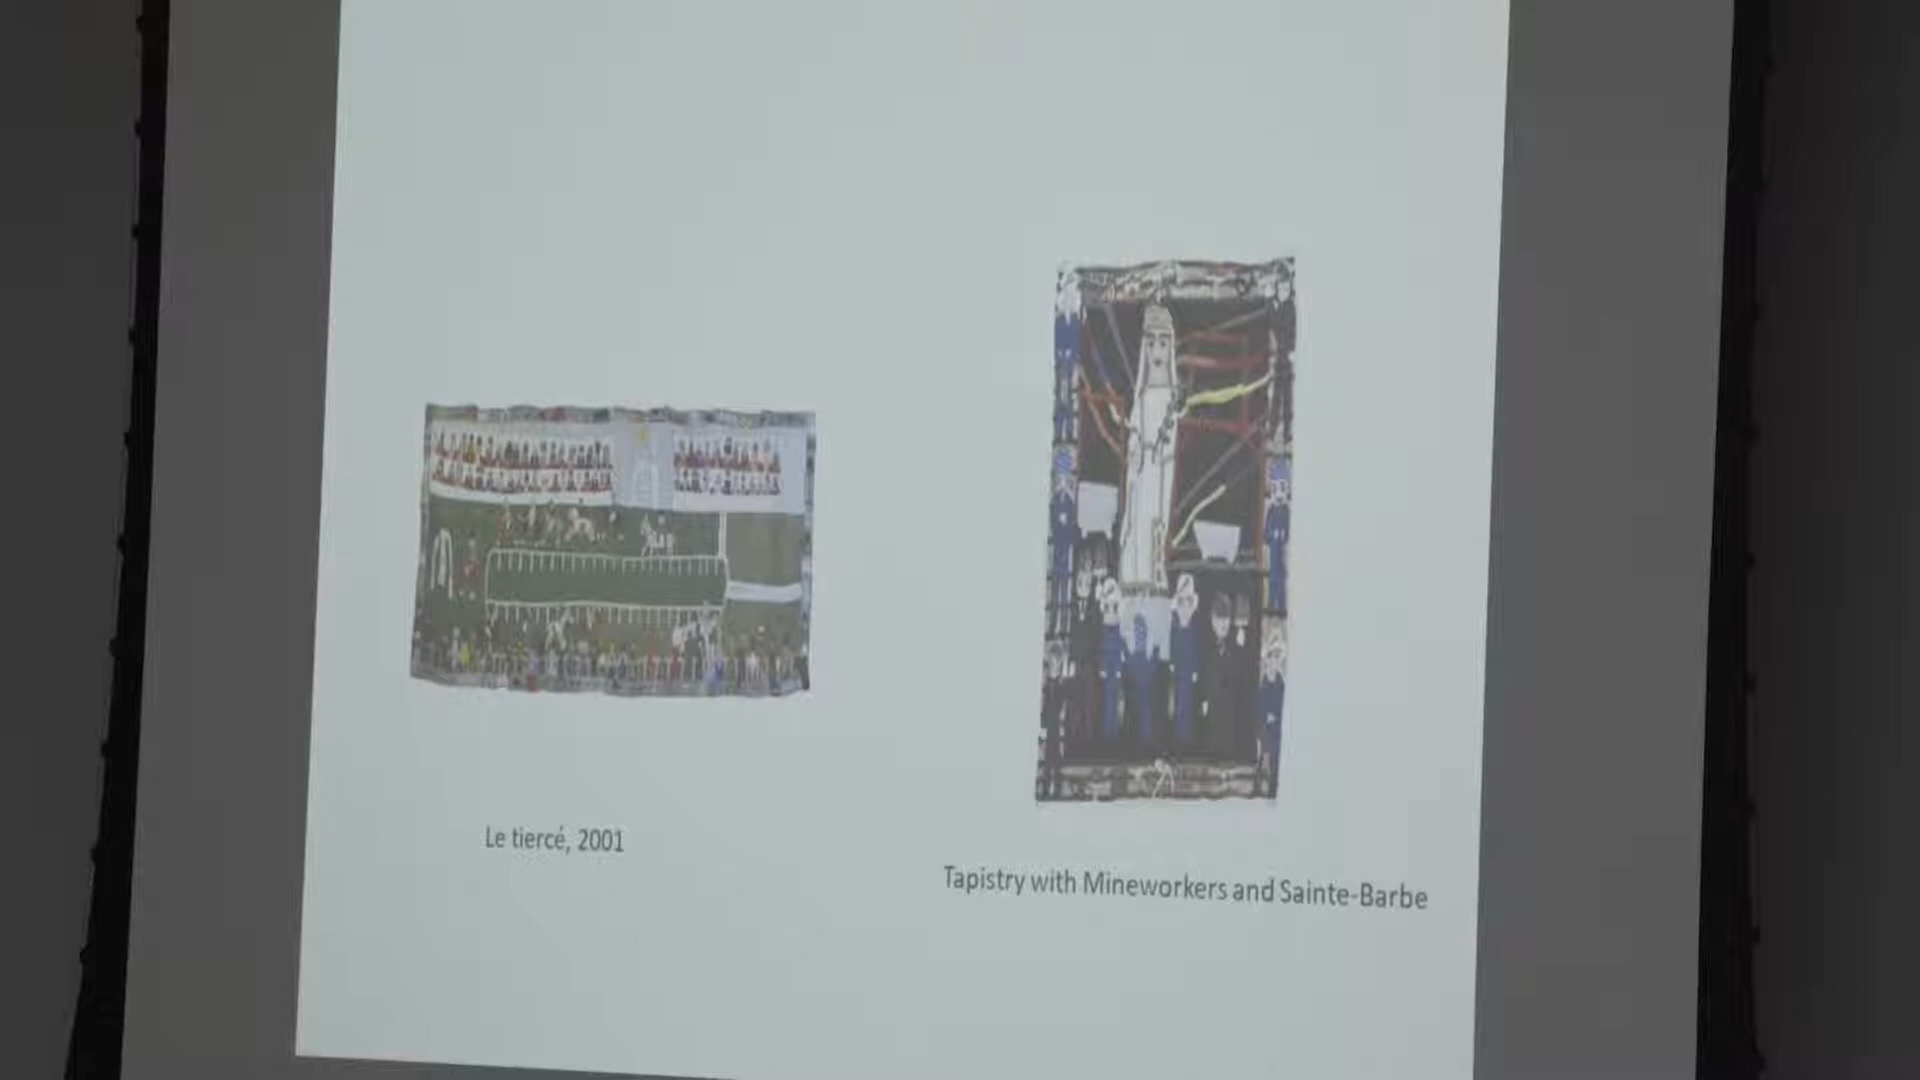 Le tiercé, 2001
Tapistry with Mineworkers and Sainte-Barbe